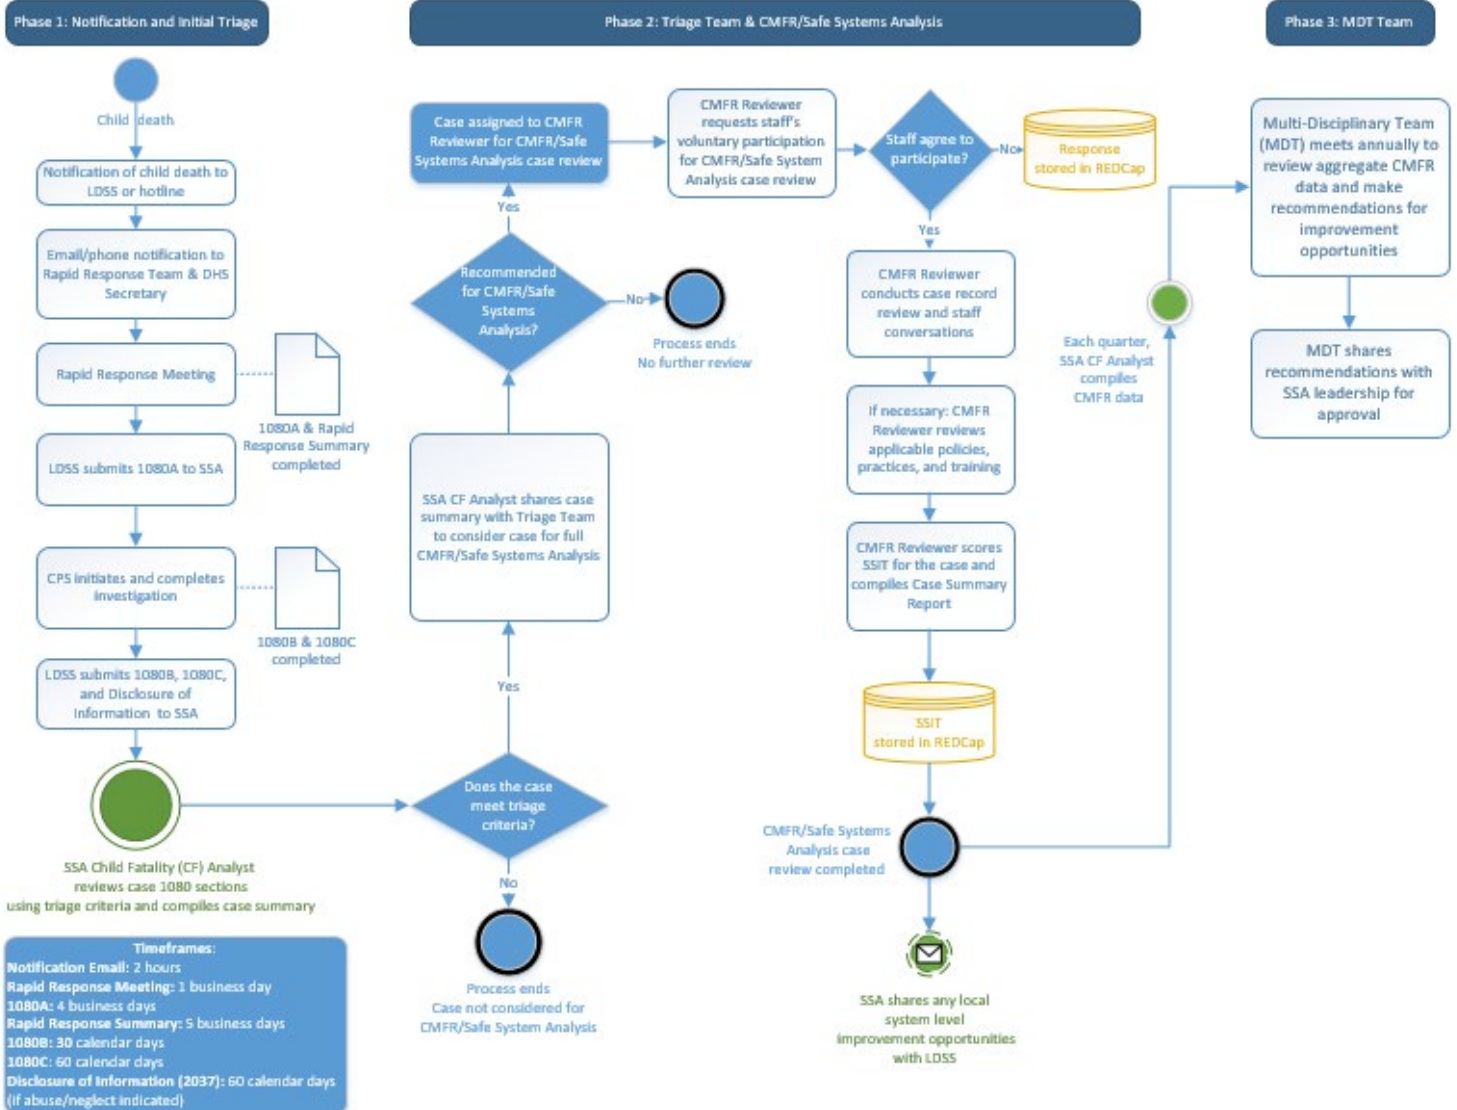 Phase 1: Notification and Initial Triage
Child death
Notification of child death to
LDSS or hotline
Email/phone notification to
Rapid Response Team & DHS
Secretary
Rapid Response Meeting
1080A & Rapid
Response Summary
completed
LDSS submits 1080A to SSA
CPS initiates and completes
investigation
1080B & 1080C
completed
LDSS submits 1080B, 1080C,
and Disclosure of
Information to SSA
SSA Child Fatality (CF) Analyst
reviews case 1080 sections
using triage criteria and compiles case summary
Timeframes:
Notification Email: 2 hours
Rapid Response Meeting: 1 business day
1080A: 4 business days
Rapid Response Summary: 5 business days
1080B: 30 calendar days
1080C: 60 calendar days
Disclosure of Information (2037): 60 calendar days
(if abuse/neglect indicated)
Phase 2: Triage Team & CMFR/Safe Systems Analysis
Case assigned to CMFR
Reviewer for CMFR/Safe
Systems Analysis case review
Yes
Recommended
for CMFR/Safe
Systems
Analysis?
No
Process ends
No further review
SSA CF Analyst shares case
summary with Triage Team
to consider case for full
CMFR/Safe Systems Analysis
Yes
Does the case
meet triage
criteria?
No
Process ends
Case not considered for
CMFR/Safe System Analysis
CMFR Reviewer
requests staff's
voluntary participation
for CMFR/Safe System
Analysis case review
Staff agree to
participate?
No
Response
stored in REDCap
Yes
CMFR Reviewer
conducts case record
review and staff
conversations
If necessary: CMFR
Reviewer reviews
applicable policies,
practices, and training
CMFR Reviewer scores
SSIT for the case and
compiles Case Summary
Report
SSIT
stored in REDCap
CMFR/Safe Systems
Analysis case
review completed
SSA shares any local
system level
improvement opportunities
with LDSS
Each quarter,
SSA CF Analyst
compiles
CMFR data
Phase 3: MDT Team
Multi-Disciplinary Team
(MDT) meets annually to
review aggregate CMFR
data and make
recommendations for
improvement
opportunities
MDT shares
recommendations with
SSA leadership for
approval